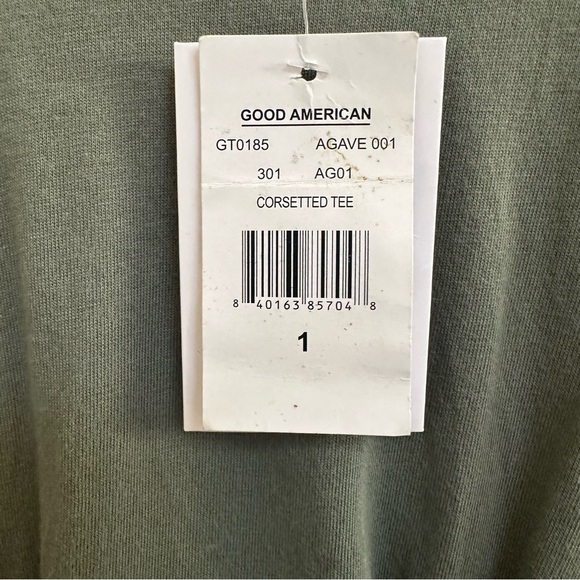 GOOD AMERICAN
GT0185 AGAVE 001
301 AG01
CORSETTED TEE
8 40163 85704 8
1